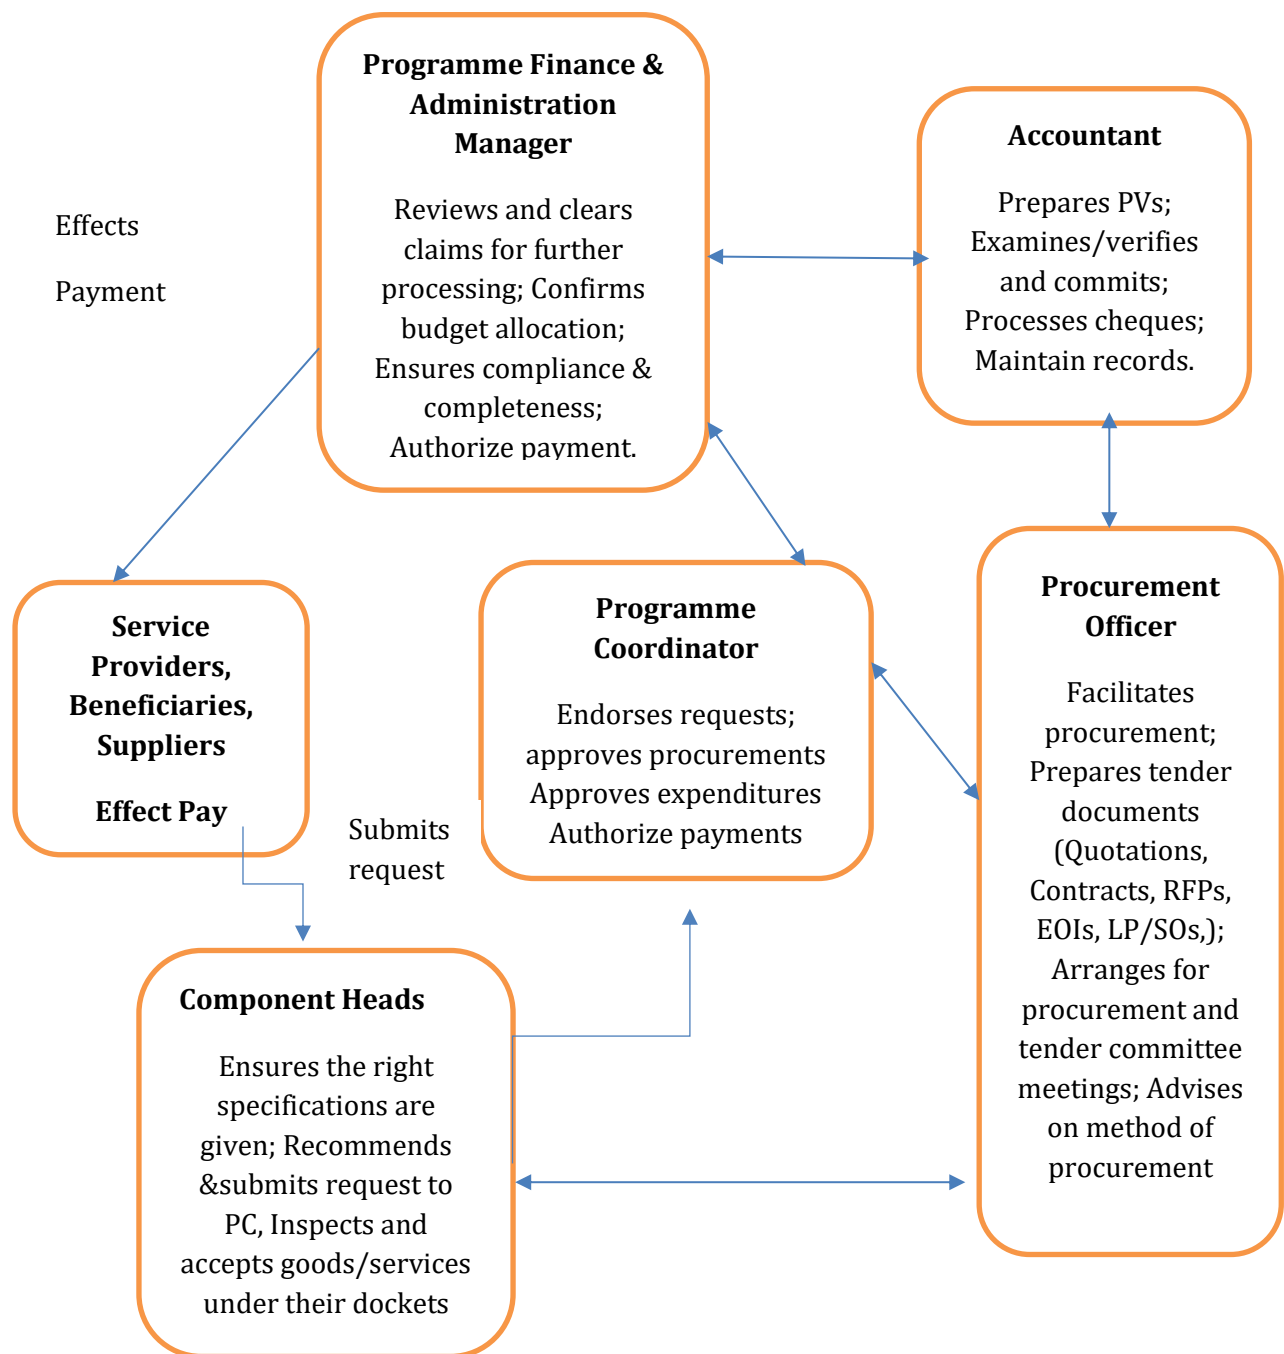 Programme Finance &
Administration
Manager
Reviews and clears
claims for further
processing; Confirms
budget allocation;
Ensures compliance &
completeness;
Authorize payment.
Accountant
Prepares PVs;
Examines/verifies
and commits;
Processes cheques;
Maintain records.
Effects
Payment
Service
Providers,
Beneficiaries,
Suppliers
Effect Pay
Submits
request
Programme
Coordinator
Endorses requests;
approves procurements
Approves expenditures
Authorize payments
Procurement
Officer
Facilitates
procurement;
Prepares tender
documents
(Quotations,
Contracts, RFPs,
EOIs, LP/SOs,);
Arranges for
procurement and
tender committee
meetings; Advises
on method of
procurement
Component Heads
Ensures the right
specifications are
given; Recommends
&submits request to
PC, Inspects and
accepts goods/services
under their dockets